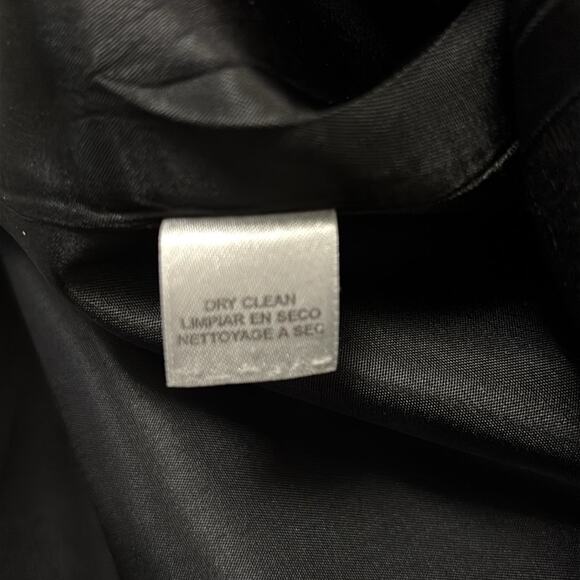 DRY CLEAN
LIMPIAR EN SECO
NETTOYAGE A SEC